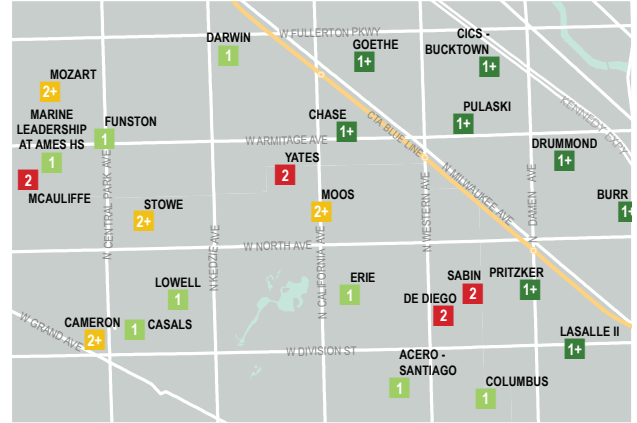 DARWIN
1
W FULLERTON PKWY
GOETHE
1+
CICS -
BUCKTOWN
1+
MOZART
2+
MARINE
LEADERSHIP
AT AMES HS
1
FUNSTON
1
CHASE
1+
CTA BLUE LINE
PULASKI
1+
KENNEDY EXPY
W ARMITAGE AVE
DRUMMOND
1+
2
MCAULIFFE
YATES
2
N MILWAUKEE AVE
STOWE
2+
MOOS
2+
BURR
1+
N CENTRAL PARK AVE
N KEDZIE AVE
N CALIFORNIA AVE
N WESTERN AVE
N DAMEN AVE
W NORTH AVE
LOWELL
1
ERIE
1
SABIN
2
PRITZKER
1+
DE DIEGO
2
CAMERON
2+
1
CASALS
W GRAND AVE
W DIVISION ST
LASALLE II
1+
ACERO -
SANTIAGO
1
COLUMBUS
1